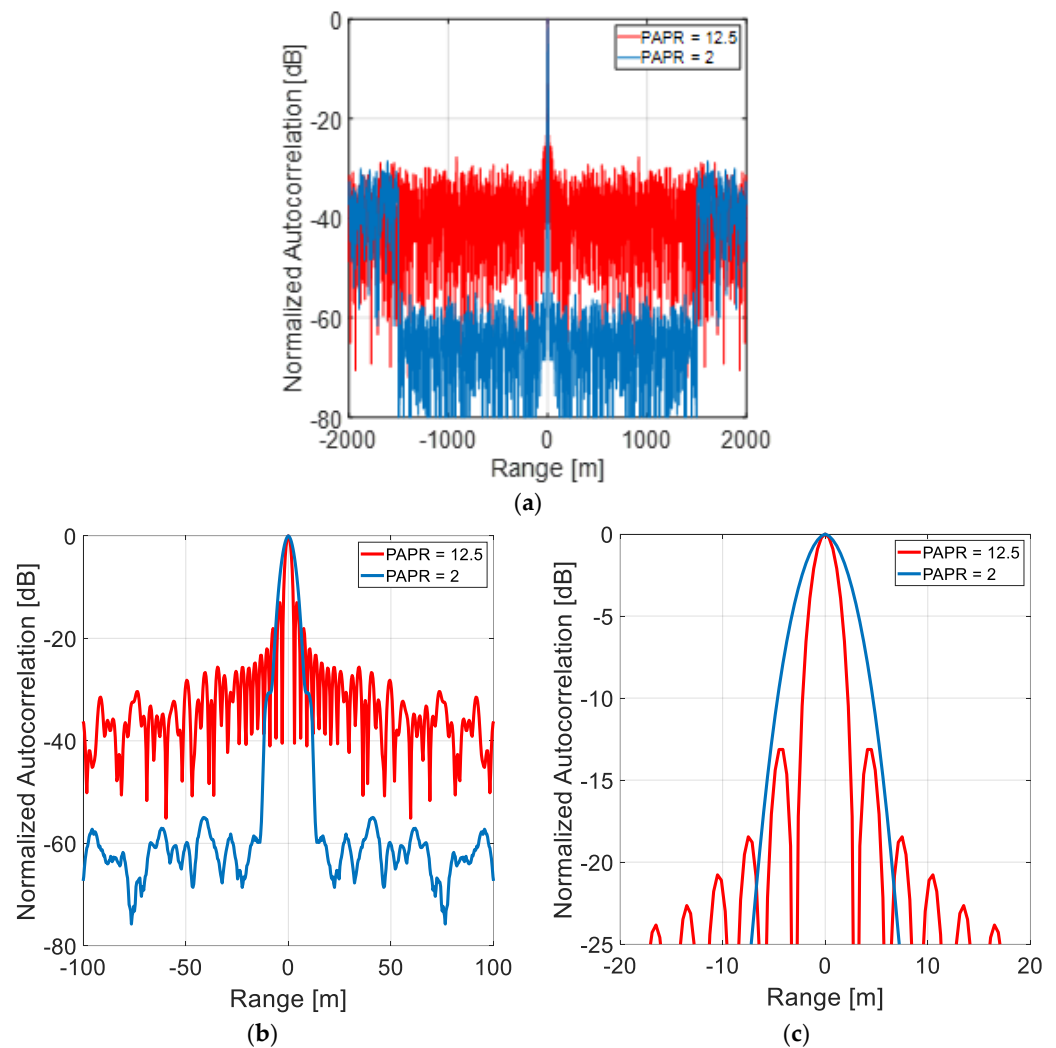 Normalized Autocorrelation [dB]
0
-20
-40
-60
-80
PAPR = 12.5
PAPR = 2
-2000
-1000
0
1000
2000
Range [m]
(a)
Normalized Autocorrelation [dB]
0
-20
-40
-60
-80
PAPR = 12.5
PAPR = 2
-100
-50
0
50
100
Range [m]
(b)
Normalized Autocorrelation [dB]
0
-5
-10
-15
-20
-25
PAPR = 12.5
PAPR = 2
-20
-10
0
10
20
Range [m]
(c)